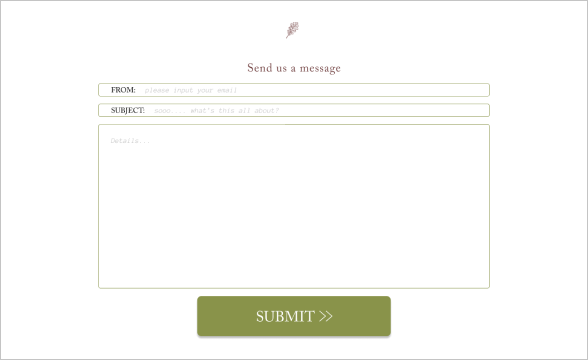 Send us a message
FROM: please input your email
SUBJECT: sooo.... what's this all about?
Details...
SUBMIT >>